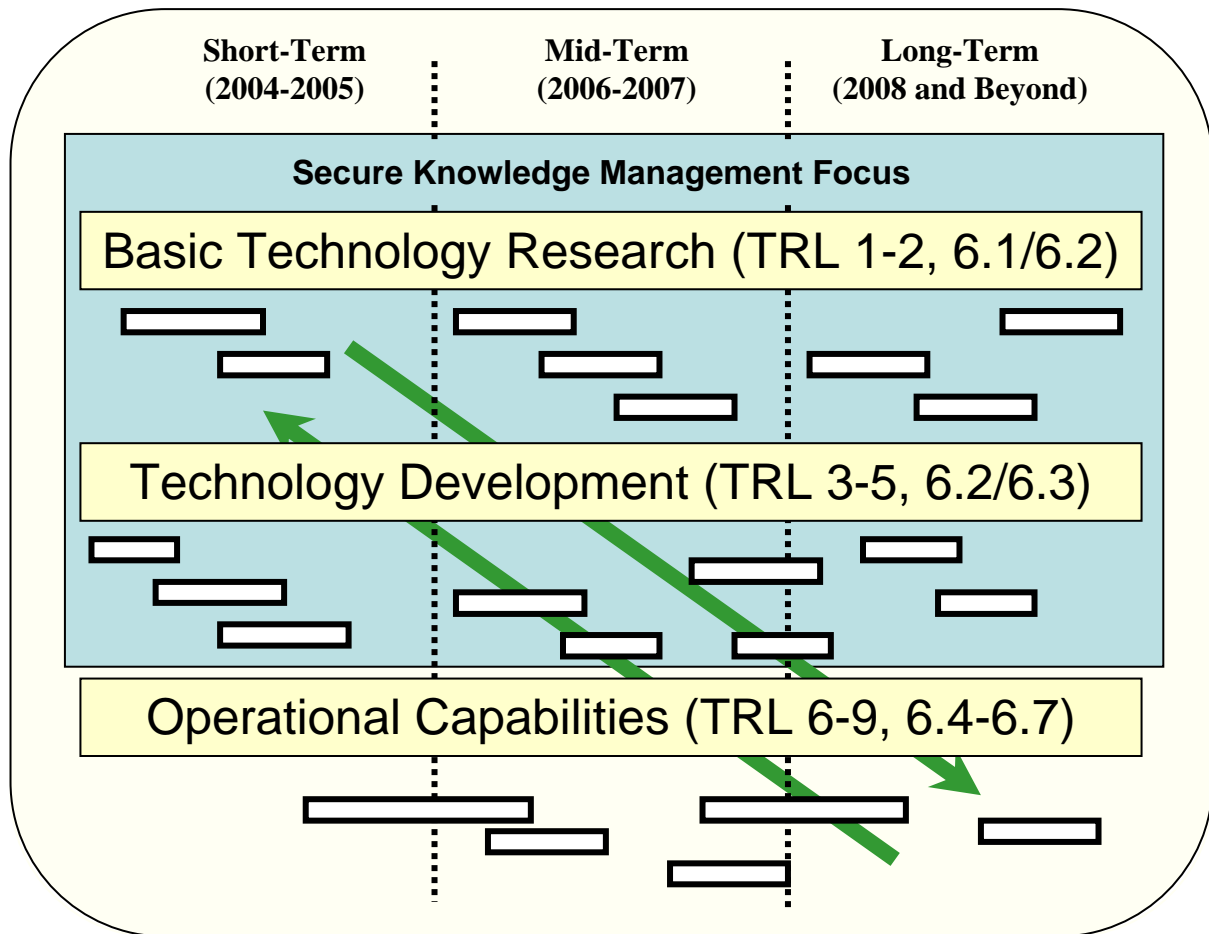 Short-Term
(2004-2005)
Mid-Term
(2006-2007)
Long-Term
(2008 and Beyond)
Secure Knowledge Management Focus
Basic Technology Research (TRL 1-2, 6.1/6.2)
Technology Development (TRL 3-5, 6.2/6.3)
Operational Capabilities (TRL 6-9, 6.4-6.7)